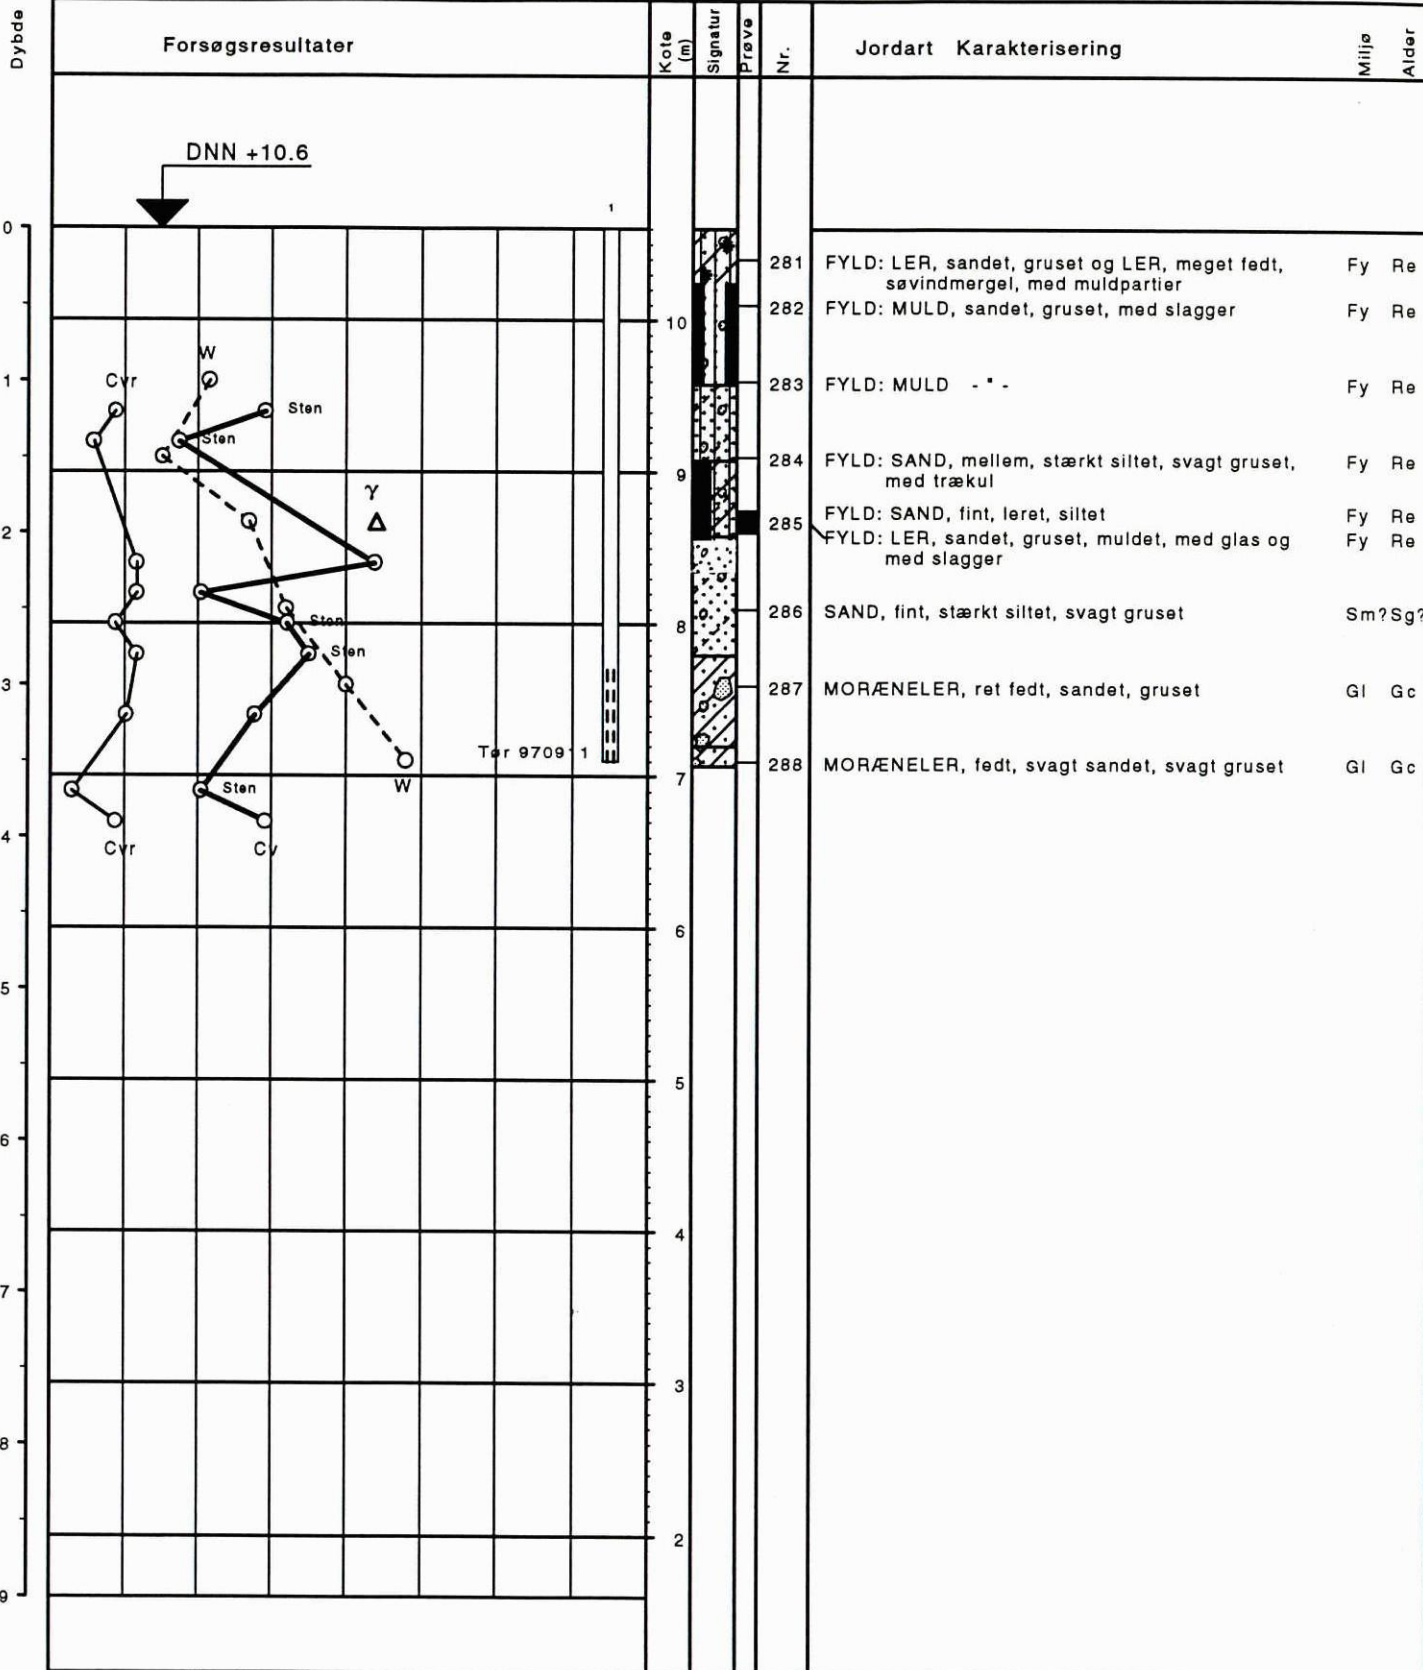 Dybde
Forsøgsresultater
Kote (m)
Signatur
Prøve
Nr.
Jordart Karakterisering
Miljø
Alder
DNN +10.6
1
0
281 FYLD: LER, sandet, gruset og LER, meget fedt, Fy Re
søvindmergel, med muldpartier
282 FYLD: MULD, sandet, gruset, med slagger Fy Re
10
W
1
Cvr
283 FYLD: MULD - " - Fy Re
Sten
Sten
284 FYLD: SAND, mellem, stærkt siltet, svagt gruset, Fy Re
9
med trækul
γ
FYLD: SAND, fint, leret, siltet Fy Re
285
2
FYLD: LER, sandet, gruset, muldet, med glas og Fy Re
med slagger
286 SAND, fint, stærkt siltet, svagt gruset Sm? Sg?
Sten
8
Sten
3
287 MORÆNELER, ret fedt, sandet, gruset Gl Gc
Tør 970911
288 MORÆNELER, fedt, svagt sandet, svagt gruset Gl Gc
7
Sten
W
4
Cvr
Cv
6
5
5
6
4
7
3
8
2
9